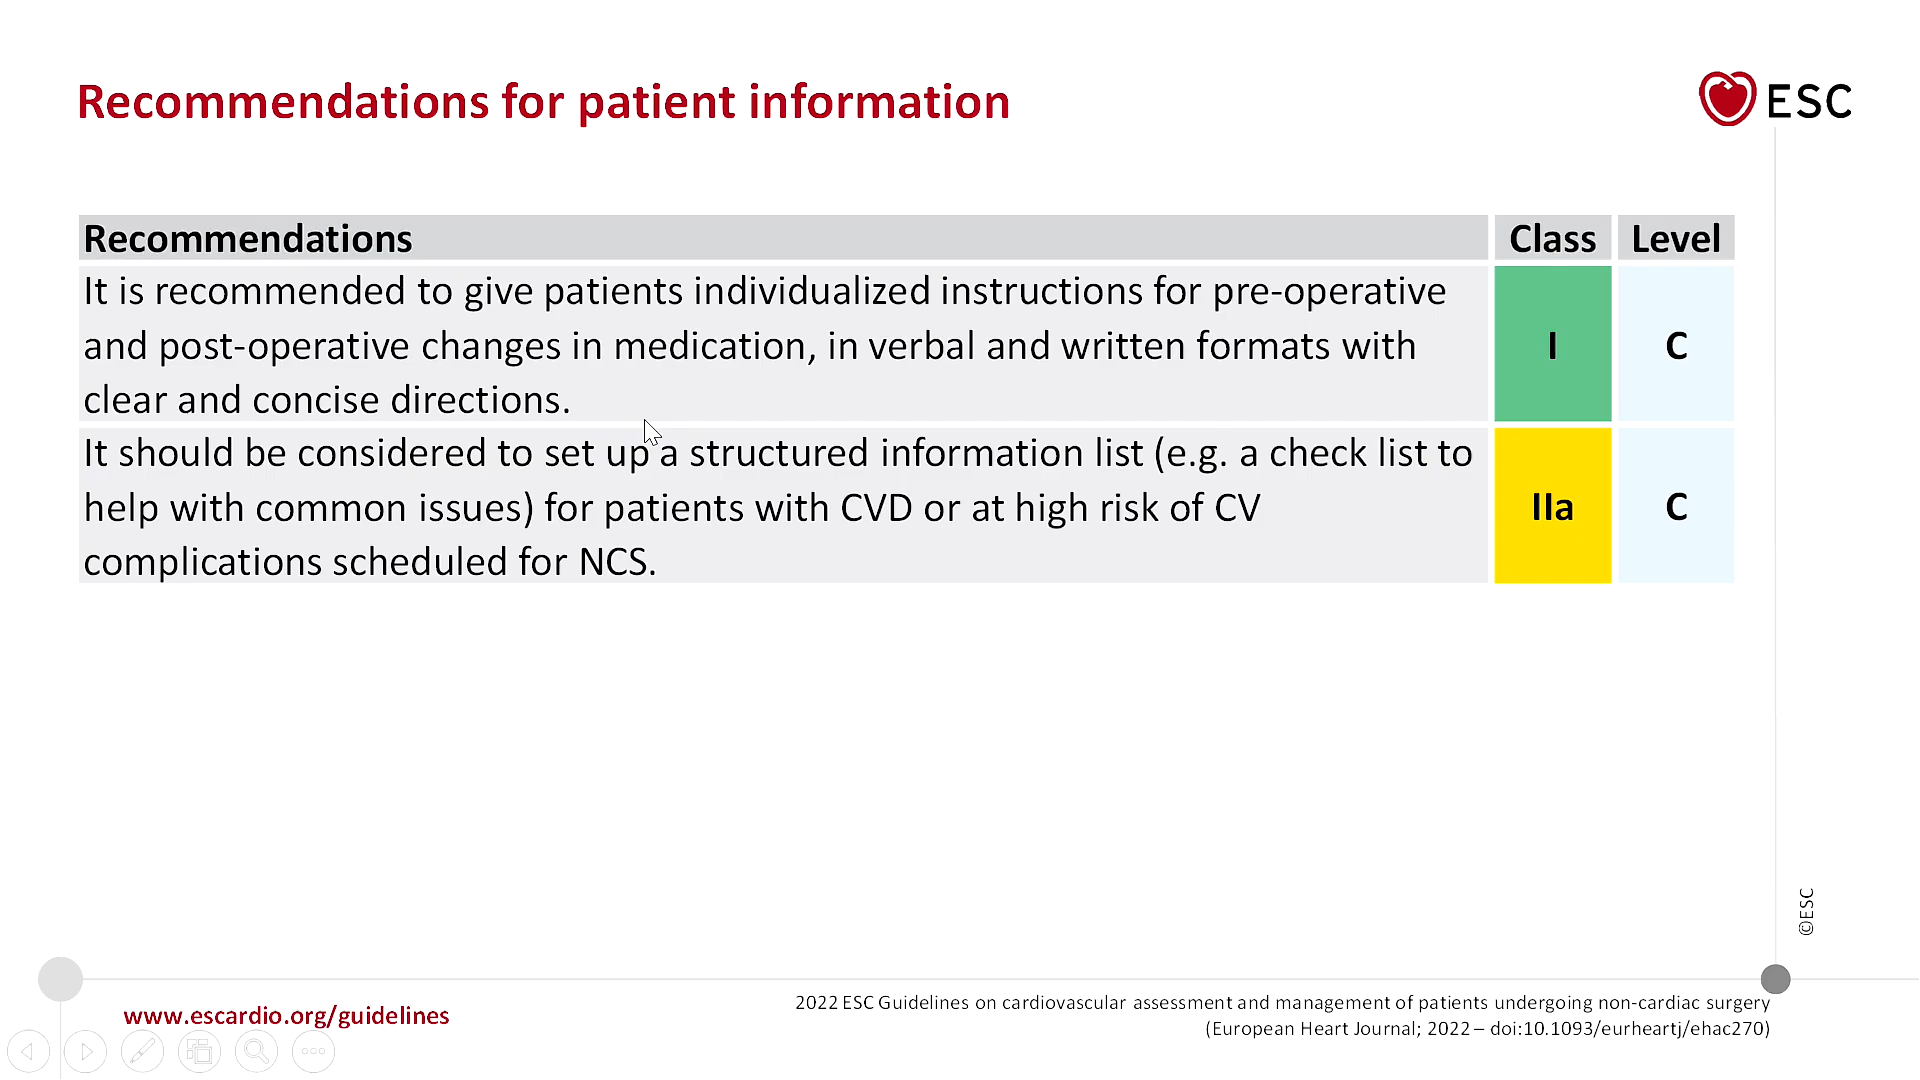 Recommendations for patient information
ESC
Recommendations Class Level
It is recommended to give patients individualized instructions for pre-operative
and post-operative changes in medication, in verbal and written formats with
clear and concise directions.
I C
It should be considered to set up a structured information list (e.g. a check list to
help with common issues) for patients with CVD or at high risk of CV
complications scheduled for NCS.
IIa C
©ESC
www.escardio.org/guidelines
2022 ESC Guidelines on cardiovascular assessment and management of patients undergoing non-cardiac surgery
(European Heart Journal; 2022 – doi:10.1093/eurheartj/ehac270)